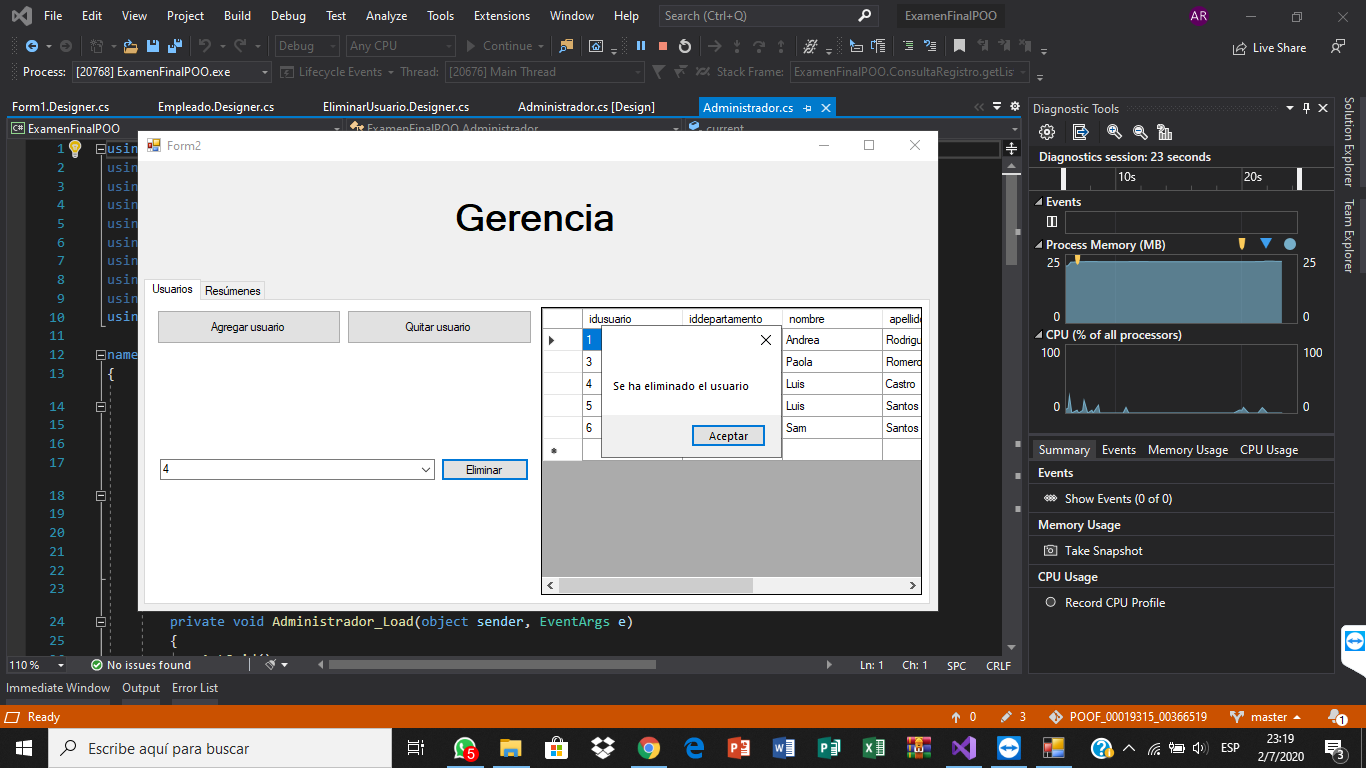 File Edit View Project Build Debug Test Analyze Tools Extensions Window Help Search (Ctrl+Q) ExamenFinalPOO AR
Debug Any CPU Continue Live Share
Process: [20768] ExamenFinalPOO.exe Lifecycle Events Thread: [20676] Main Thread Stack Frame: ExamenFinalPOO.ConsultaRegistro.getLis
Form1.Designer.cs Empleado.Designer.cs EliminarUsuario.Designer.cs Administrador.cs [Design] Administrador.cs
C# ExamenFinalPOO ExamenFinalPOO.Administrador current
Form2
Gerencia
Usuarios Resúmenes
Agregar usuario Quitar usuario
4 Eliminar
idusuario iddepartamento nombre apellido
1 Andrea Rodrigu
3 Paola Romero
4 Luis Castro
5 Luis Santos
6 Sam Santos
Se ha eliminado el usuario
Aceptar
1 usin
2 usin
3 usin
4 usin
5 usin
6 usin
7 usin
8 usin
9 usin
10 usin
11
12 name
13 {
14
15
16
17
18
19
20
21
22
23
24 private void Administrador_Load(object sender, EventArgs e)
25 {
110 % No issues found Ln: 1 Ch: 1 SPC CRLF
Diagnostic Tools
Diagnostics session: 23 seconds
10s 20s
Events
Process Memory (MB)
25 25
0 0
CPU (% of all processors)
100 100
0 0
Summary Events Memory Usage CPU Usage
Events
Show Events (0 of 0)
Memory Usage
Take Snapshot
CPU Usage
Record CPU Profile
Solution Explorer
Team Explorer
Immediate Window Output Error List
Ready 0 3 POOF_00019315_00366519 master 1
Escribe aquí para buscar 5 ESP 23:19
2/7/2020 3